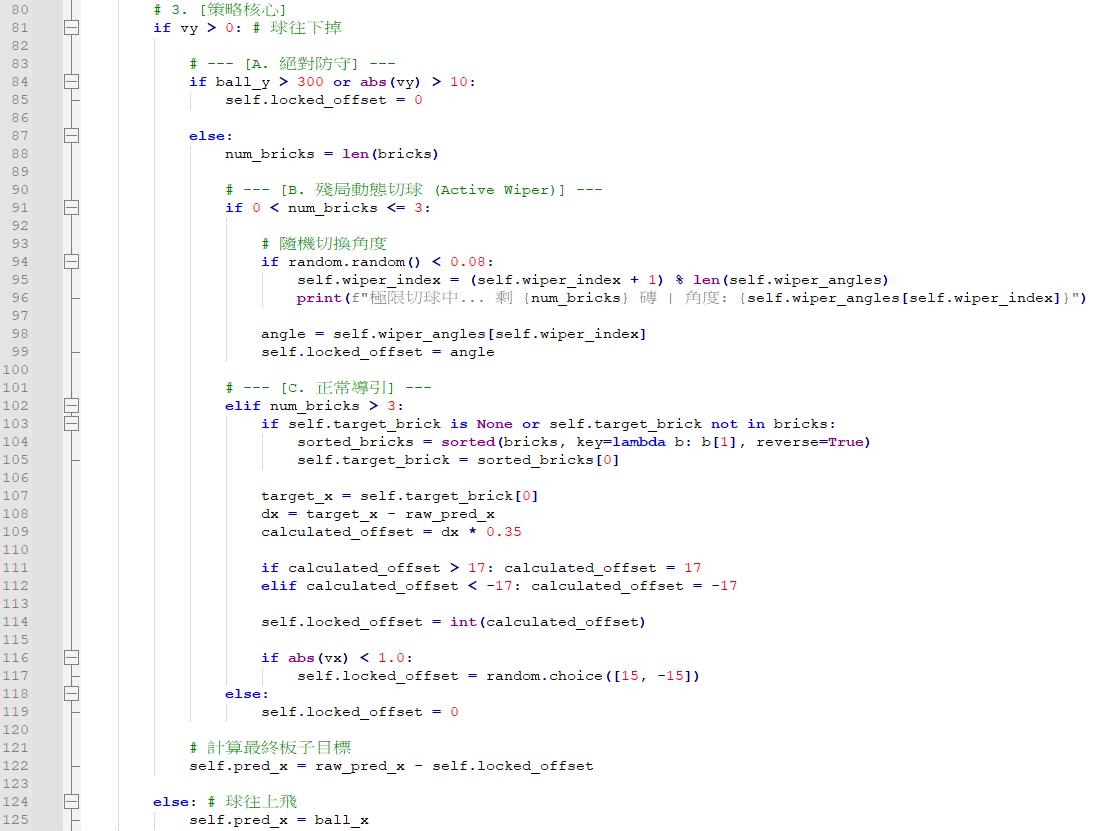 80 # 3. [策略核心]
81 if vy > 0: # 球往下掉
82
83 # --- [A. 絕對防守] ---
84 if ball_y > 300 or abs(vy) > 10:
85 self.locked_offset = 0
86
87 else:
88 num_bricks = len(bricks)
89
90 # --- [B. 殘局動態切球 (Active Wiper)] ---
91 if 0 < num_bricks <= 3:
92
93 # 隨機切換角度
94 if random.random() < 0.08:
95 self.wiper_index = (self.wiper_index + 1) % len(self.wiper_angles)
96 print(f"極限切球中... 剩 {num_bricks} 磚 | 角度: {self.wiper_angles[self.wiper_index]}")
97
98 angle = self.wiper_angles[self.wiper_index]
99 self.locked_offset = angle
100
101 # --- [C. 正常導引] ---
102 elif num_bricks > 3:
103 if self.target_brick is None or self.target_brick not in bricks:
104 sorted_bricks = sorted(bricks, key=lambda b: b[1], reverse=True)
105 self.target_brick = sorted_bricks[0]
106
107 target_x = self.target_brick[0]
108 dx = target_x - raw_pred_x
109 calculated_offset = dx * 0.35
110
111 if calculated_offset > 17: calculated_offset = 17
112 elif calculated_offset < -17: calculated_offset = -17
113
114 self.locked_offset = int(calculated_offset)
115
116 if abs(vx) < 1.0:
117 self.locked_offset = random.choice([15, -15])
118 else:
119 self.locked_offset = 0
120
121 # 計算最終板子目標
122 self.pred_x = raw_pred_x - self.locked_offset
123
124 else: # 球往上飛
125 self.pred_x = ball_x